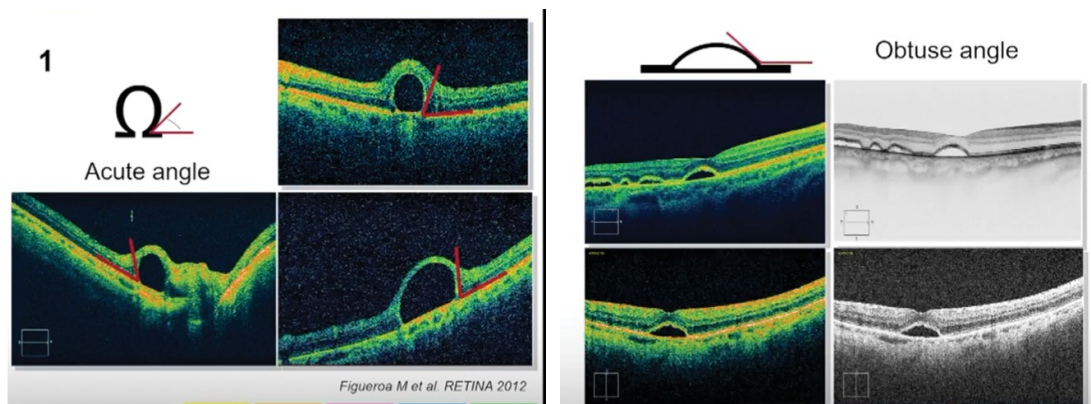 1
Ω
Acute angle
Figueroa M et al. RETINA 2012
Obtuse angle